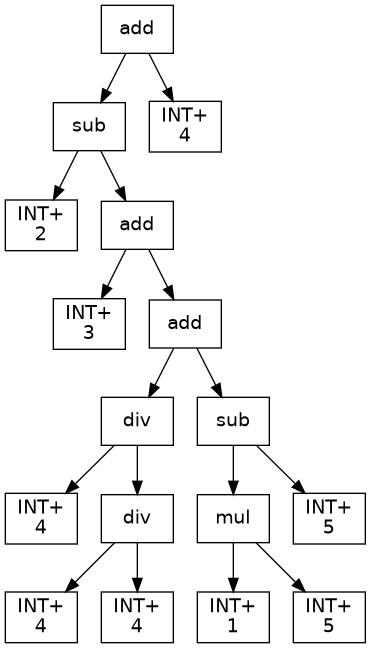 add
sub
INT+
4
INT+
2
add
INT+
3
add
div
sub
INT+
4
div
mul
INT+
5
INT+
4
INT+
4
INT+
1
INT+
5